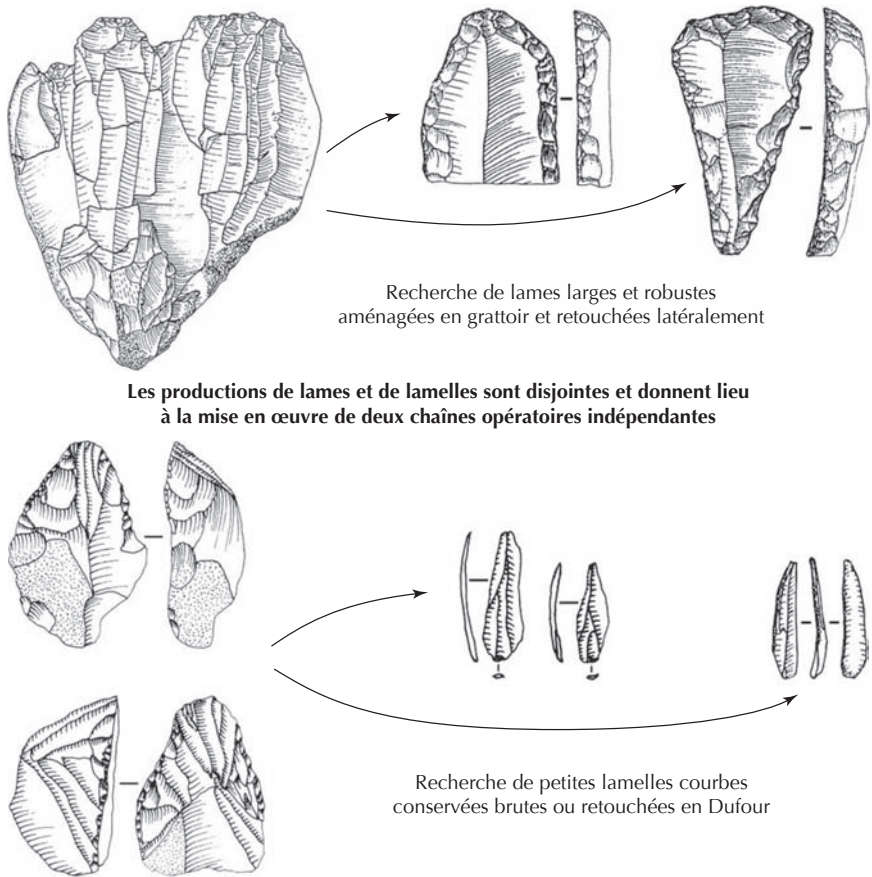 Recherche de lames larges et robustes
aménagées en grattoir et retouchées latéralement
Les productions de lames et de lamelles sont disjointes et donnent lieu
à la mise en œuvre de deux chaînes opératoires indépendantes
Recherche de petites lamelles courbes
conservées brutes ou retouchées en Dufour